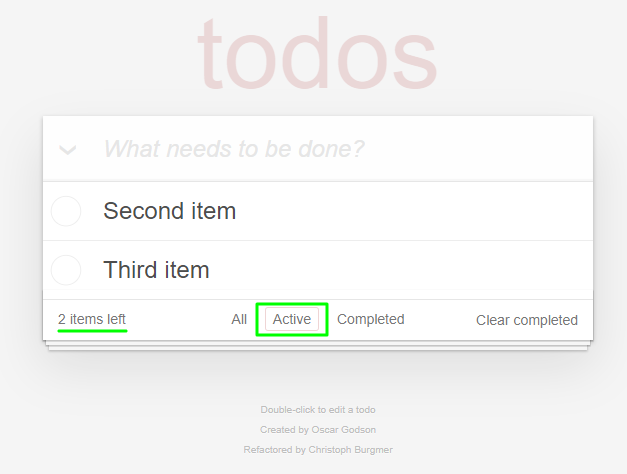 todos
What needs to be done?
Second item
Third item
2 items left All Active Completed Clear completed
Double-click to edit a todo
Created by Oscar Godson
Refactored by Christoph Burgmer